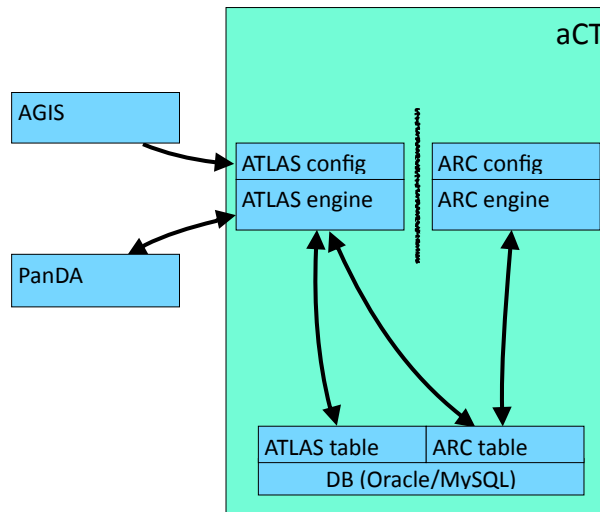 aCT
AGIS
ATLAS config
ARC config
ATLAS engine
ARC engine
PanDA
ATLAS table
ARC table
DB (Oracle/MySQL)